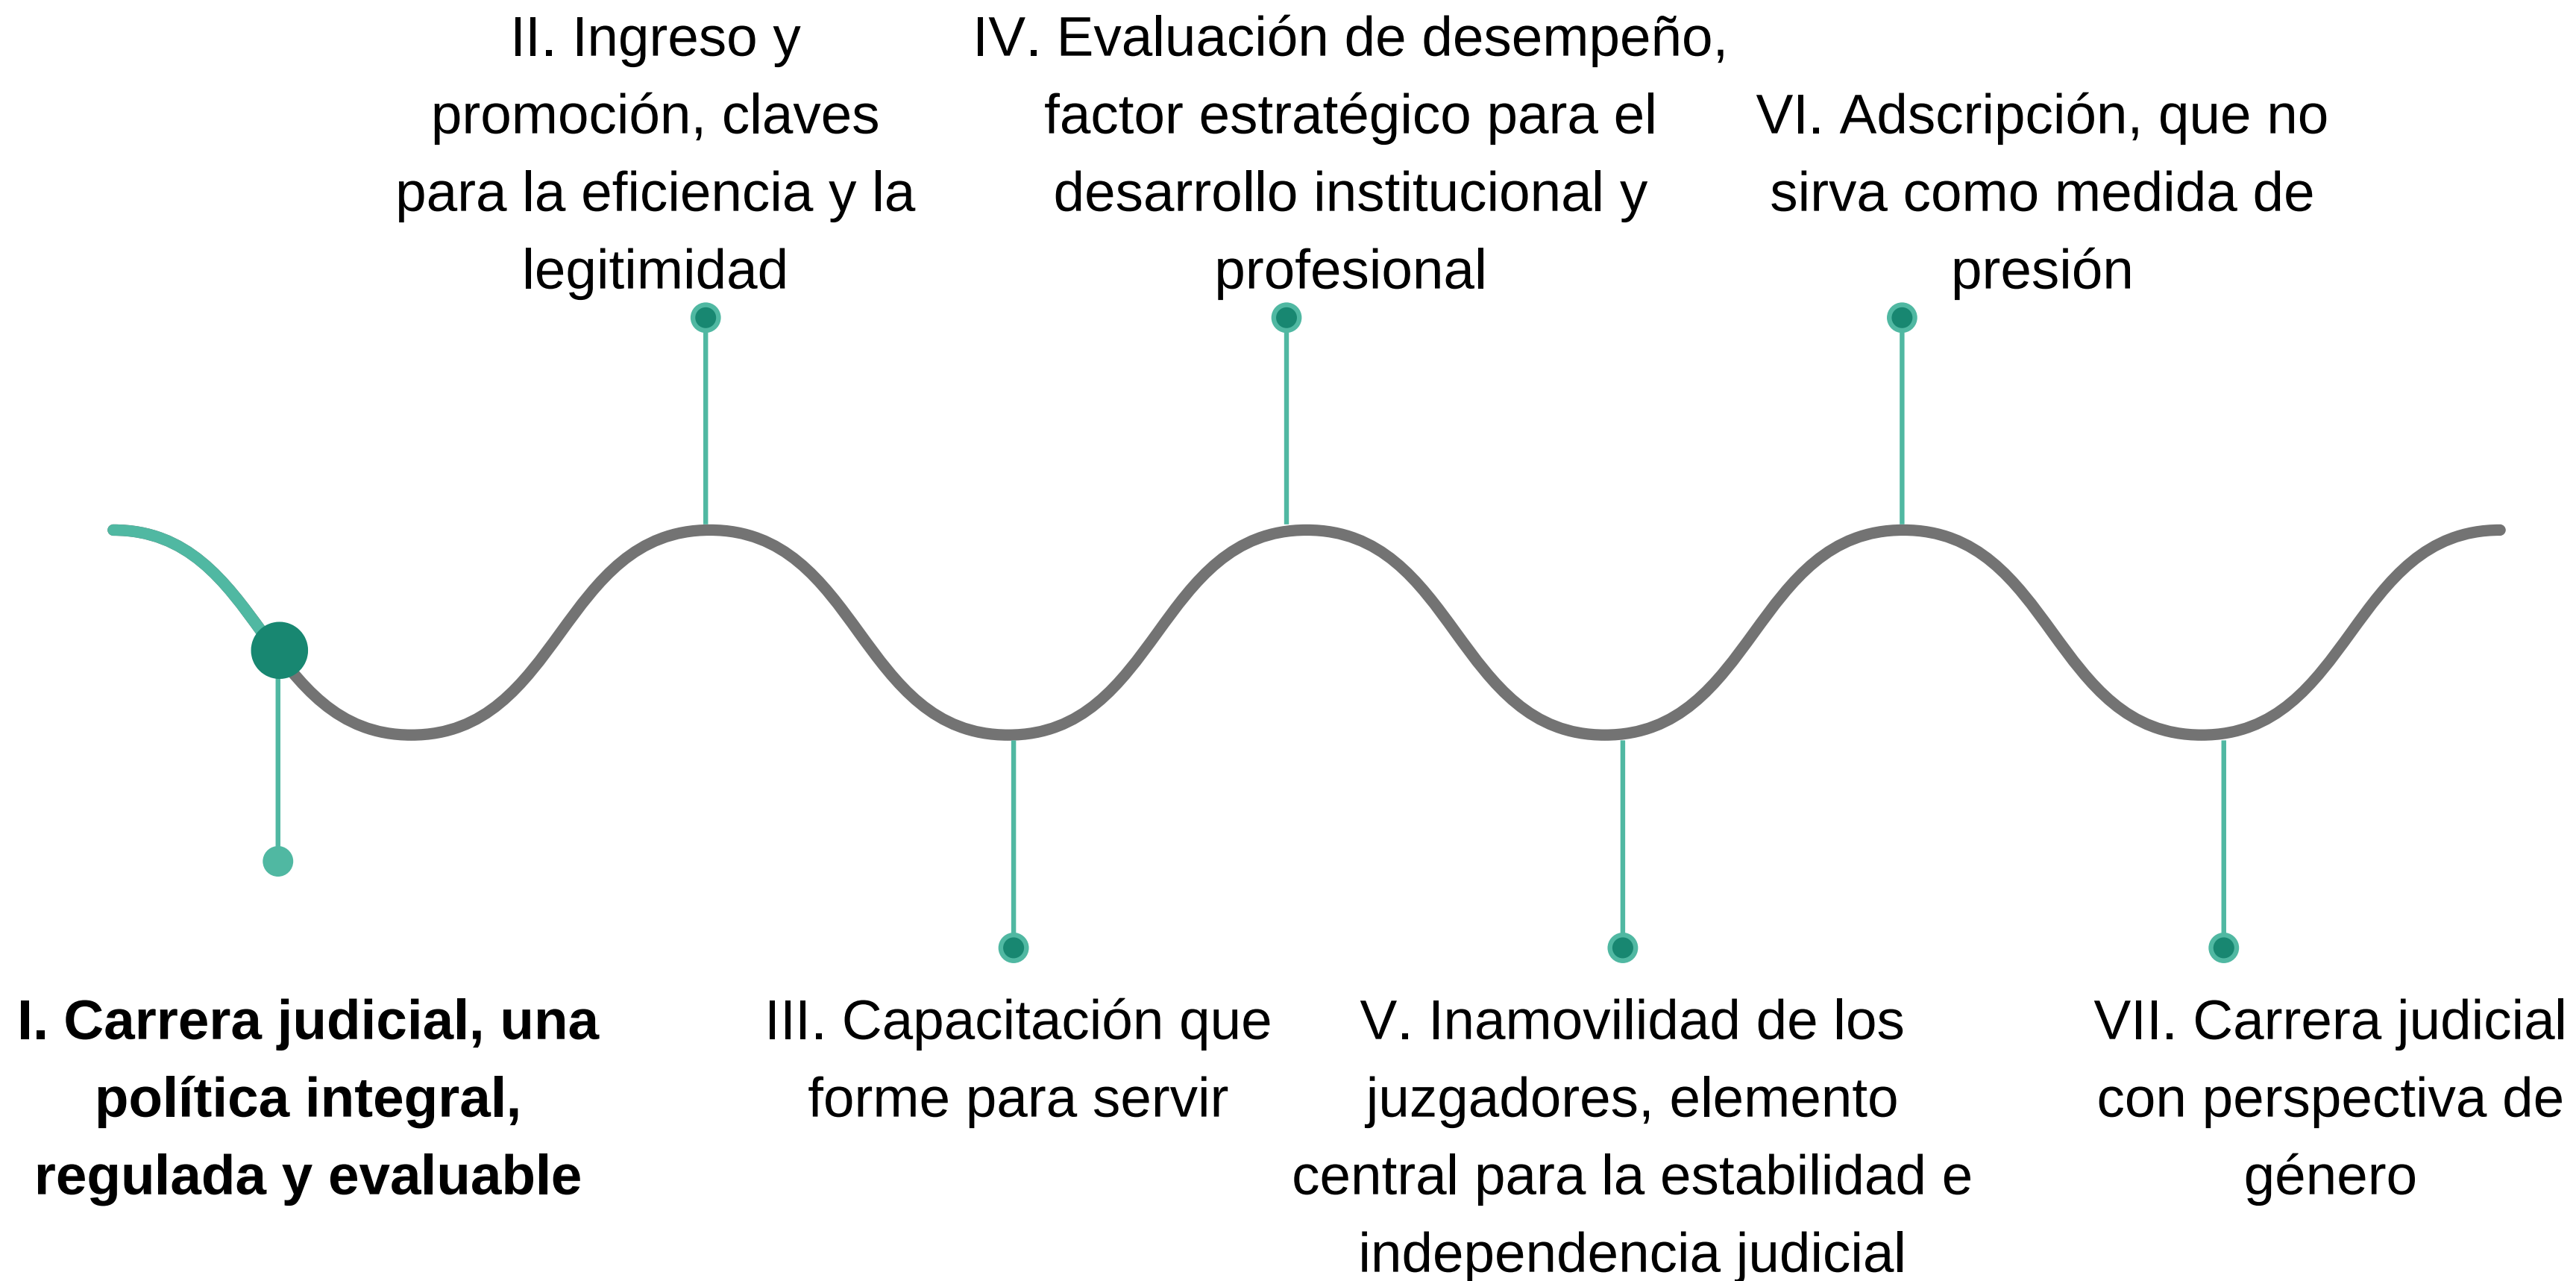 II. Ingreso y
promoción, claves
para la eficiencia y la
legitimidad
IV. Evaluación de desempeño,
factor estratégico para el
desarrollo institucional y
profesional
VI. Adscripción, que no
sirva como medida de
presión
I. Carrera judicial, una
política integral,
regulada y evaluable
III. Capacitación que
forme para servir
V. Inamovilidad de los
juzgadores, elemento
central para la estabilidad e
independencia judicial
VII. Carrera judicial
con perspectiva de
género